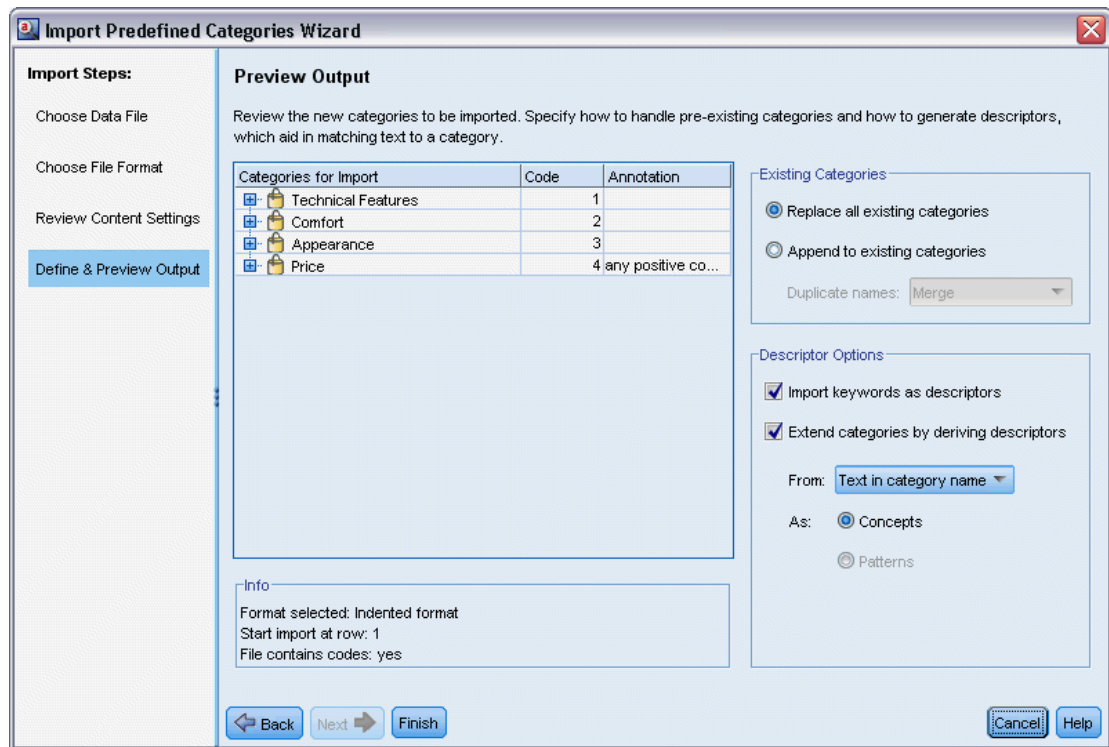 Import Predefined Categories Wizard
Import Steps:
Choose Data File
Choose File Format
Review Content Settings
Define & Preview Output
Preview Output
Review the new categories to be imported. Specify how to handle pre-existing categories and how to generate descriptors,
which aid in matching text to a category.
Categories for Import Code Annotation
Technical Features 1
Comfort 2
Appearance 3
Price 4 any positive co...
Info
Format selected: Indented format
Start import at row: 1
File contains codes: yes
Existing Categories
Replace all existing categories
Append to existing categories
Duplicate names: Merge
Descriptor Options
Import keywords as descriptors
Extend categories by deriving descriptors
From: Text in category name
As: Concepts
Patterns
Back Next Finish Cancel Help